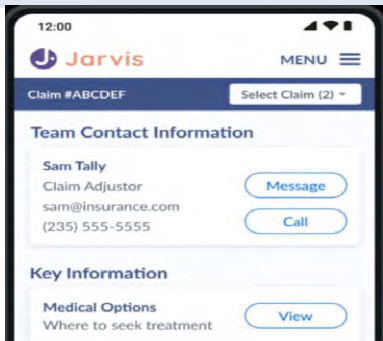 12:00
Jarvis
MENU
Claim #ABCDEF
Select Claim (2)
Team Contact Information
Sam Tally
Claim Adjustor
Message
sam@insurance.com
(235) 555-5555
Call
Key Information
Medical Options
Where to seek treatment
View